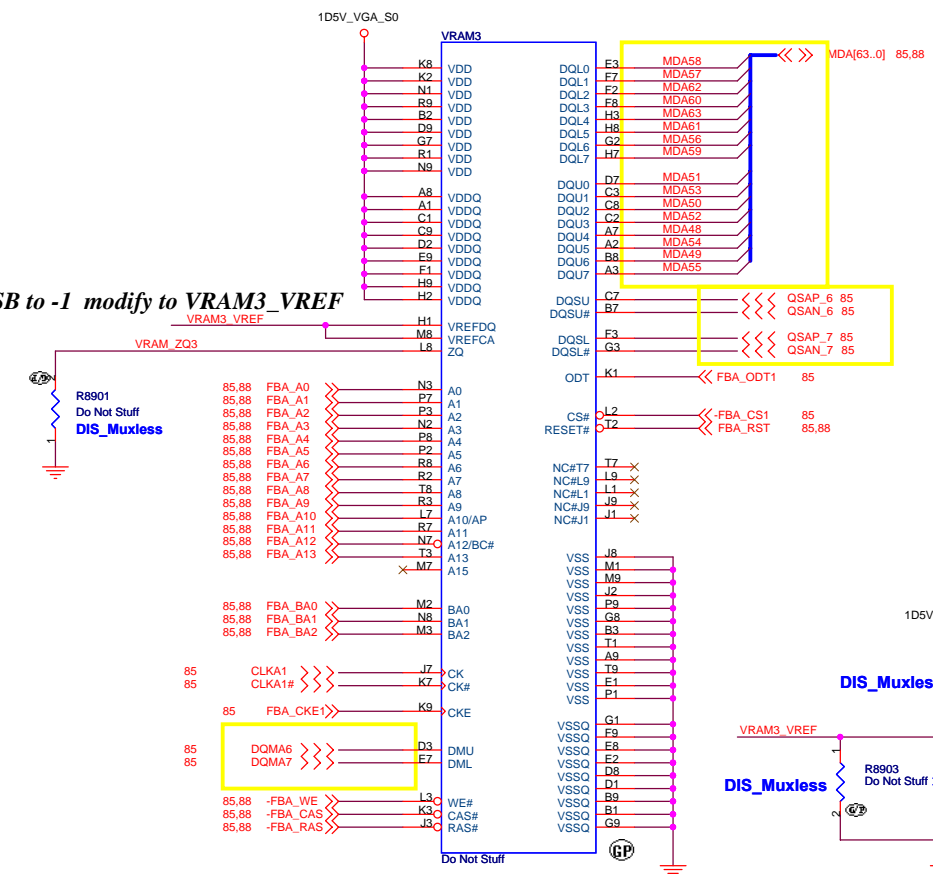 1D5V_VGA_S0
VRAM3
K8 VDD
K2 VDD
N1 VDD
R9 VDD
B2 VDD
D9 VDD
G7 VDD
R1 VDD
N9 VDD
A8 VDDQ
A1 VDDQ
C1 VDDQ
C9 VDDQ
D2 VDDQ
E9 VDDQ
F1 VDDQ
H9 VDDQ
H2 VDDQ
SB to -1 modify to VRAM3_VREF
VRAM3_VREF H1 VREFDQ
M8 VREFCA
VRAM_ZQ3 L8 ZQ
2
R8901
Do Not Stuff
DIS_Muxless
1
85,88 FBA_A0 N3 A0
85,88 FBA_A1 P7 A1
85,88 FBA_A2 P3 A2
85,88 FBA_A3 N2 A3
85,88 FBA_A4 P8 A4
85,88 FBA_A5 P2 A5
85,88 FBA_A6 R8 A6
85,88 FBA_A7 R2 A7
85,88 FBA_A8 T8 A8
85,88 FBA_A9 R3 A9
85,88 FBA_A10 L7 A10/AP
85,88 FBA_A11 R7 A11
85,88 FBA_A12 N7 A12/BC#
85,88 FBA_A13 T3 A13
M7 A15
85,88 FBA_BA0 M2 BA0
85,88 FBA_BA1 N8 BA1
85,88 FBA_BA2 M3 BA2
85 CLKA1 J7 CK
85 CLKA1# K7 CK#
85 FBA_CKE1 K9 CKE
85 DQMA6 D3 DMU
85 DQMA7 E7 DML
85,88 -FBA_WE L3 WE#
85,88 -FBA_CAS K3 CAS#
85,88 -FBA_RAS J3 RAS#
Do Not Stuff
DQL0 E3 MDA58
DQL1 F7 MDA57
DQL2 F2 MDA62
DQL3 F8 MDA60
DQL4 H3 MDA63
DQL5 H8 MDA61
DQL6 G2 MDA56
DQL7 H7 MDA59
MDA[63..0] 85,88
DQU0 D7 MDA51
DQU1 C3 MDA53
DQU2 C8 MDA50
DQU3 C2 MDA52
DQU4 A7 MDA48
DQU5 A2 MDA54
DQU6 B8 MDA49
DQU7 A3 MDA55
DQSU C7 QSAP_6 85
DQSU# B7 QSAN_6 85
DQSL F3 QSAP_7 85
DQSL# G3 QSAN_7 85
ODT K1 FBA_ODT1 85
CS# L2 -FBA_CS1 85
RESET# T2 FBA_RST 85,88
NC#T7 T7
NC#L9 L9
NC#L1 L1
NC#J9 J9
NC#J1 J1
VSS J8
VSS M1
VSS M9
VSS J2
VSS P9
VSS G8
VSS B3
VSS T1
VSS A9
VSS T9
VSS E1
VSS P1
VSSQ G1
VSSQ F9
VSSQ E8
VSSQ E2
VSSQ D8
VSSQ D1
VSSQ B9
VSSQ B1
VSSQ G9
GP
1D5V
DIS_Muxles
VRAM3_VREF
1
R8903
Do Not Stuff
DIS_Muxless
2